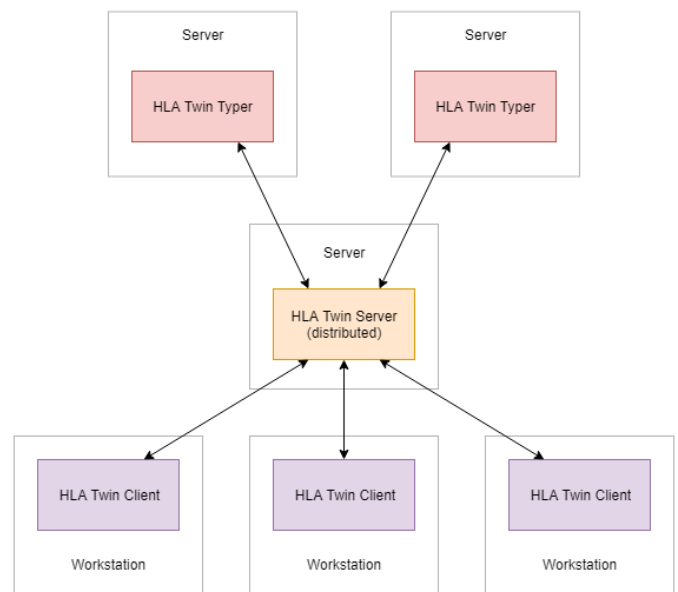 Server
Server
HLA Twin Typer
HLA Twin Typer
Server
HLA Twin Server
(distributed)
HLA Twin Client
HLA Twin Client
HLA Twin Client
Workstation
Workstation
Workstation